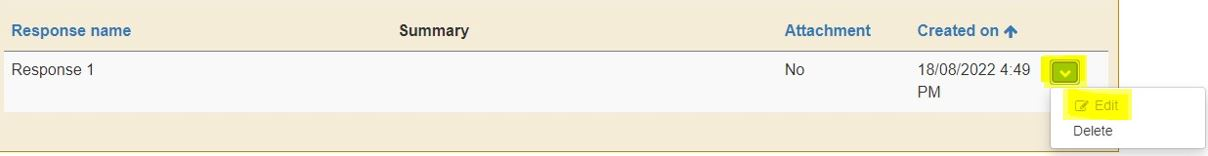 Response name Summary Attachment Created on
Response 1 No 18/08/2022 4:49
PM
Edit
Delete